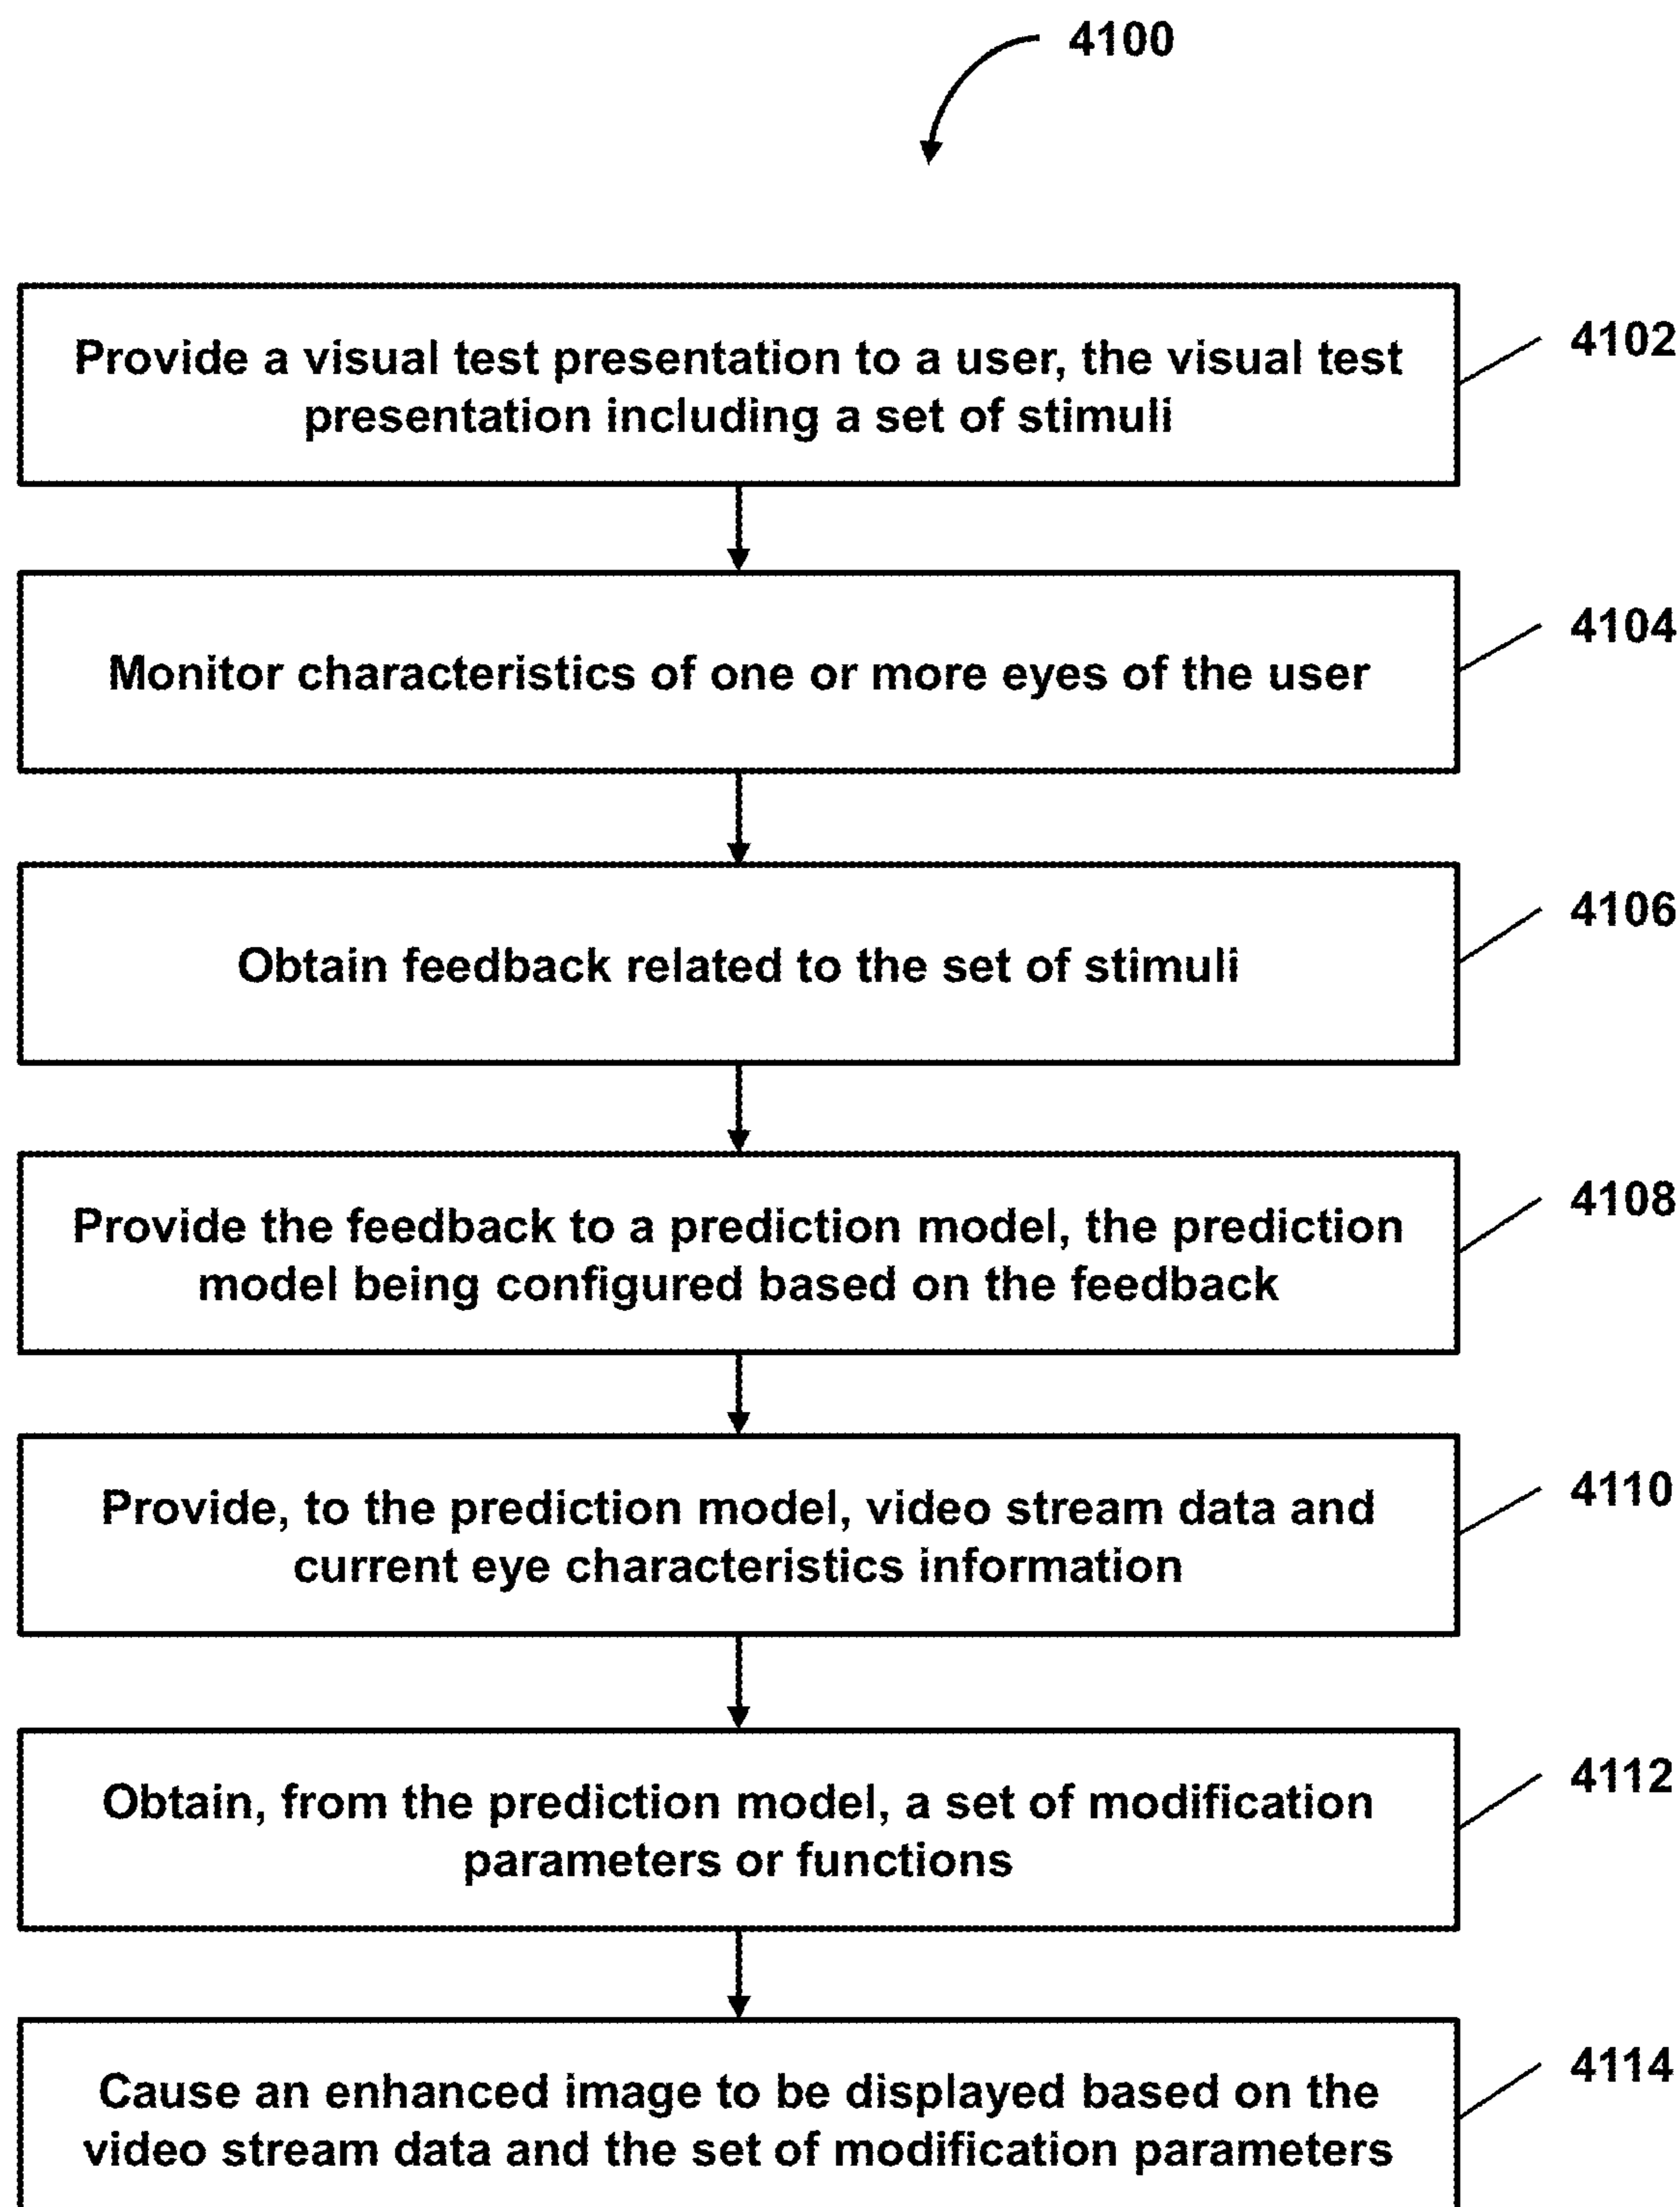 4100
Provide a visual test presentation to a user, the visual test
presentation including a set of stimuli
4102
Monitor characteristics of one or more eyes of the user
4104
Obtain feedback related to the set of stimuli
4106
Provide the feedback to a prediction model, the prediction
model being configured based on the feedback
4108
Provide, to the prediction model, video stream data and
current eye characteristics information
4110
Obtain, from the prediction model, a set of modification
parameters or functions
4112
Cause an enhanced image to be displayed based on the
video stream data and the set of modification parameters
4114